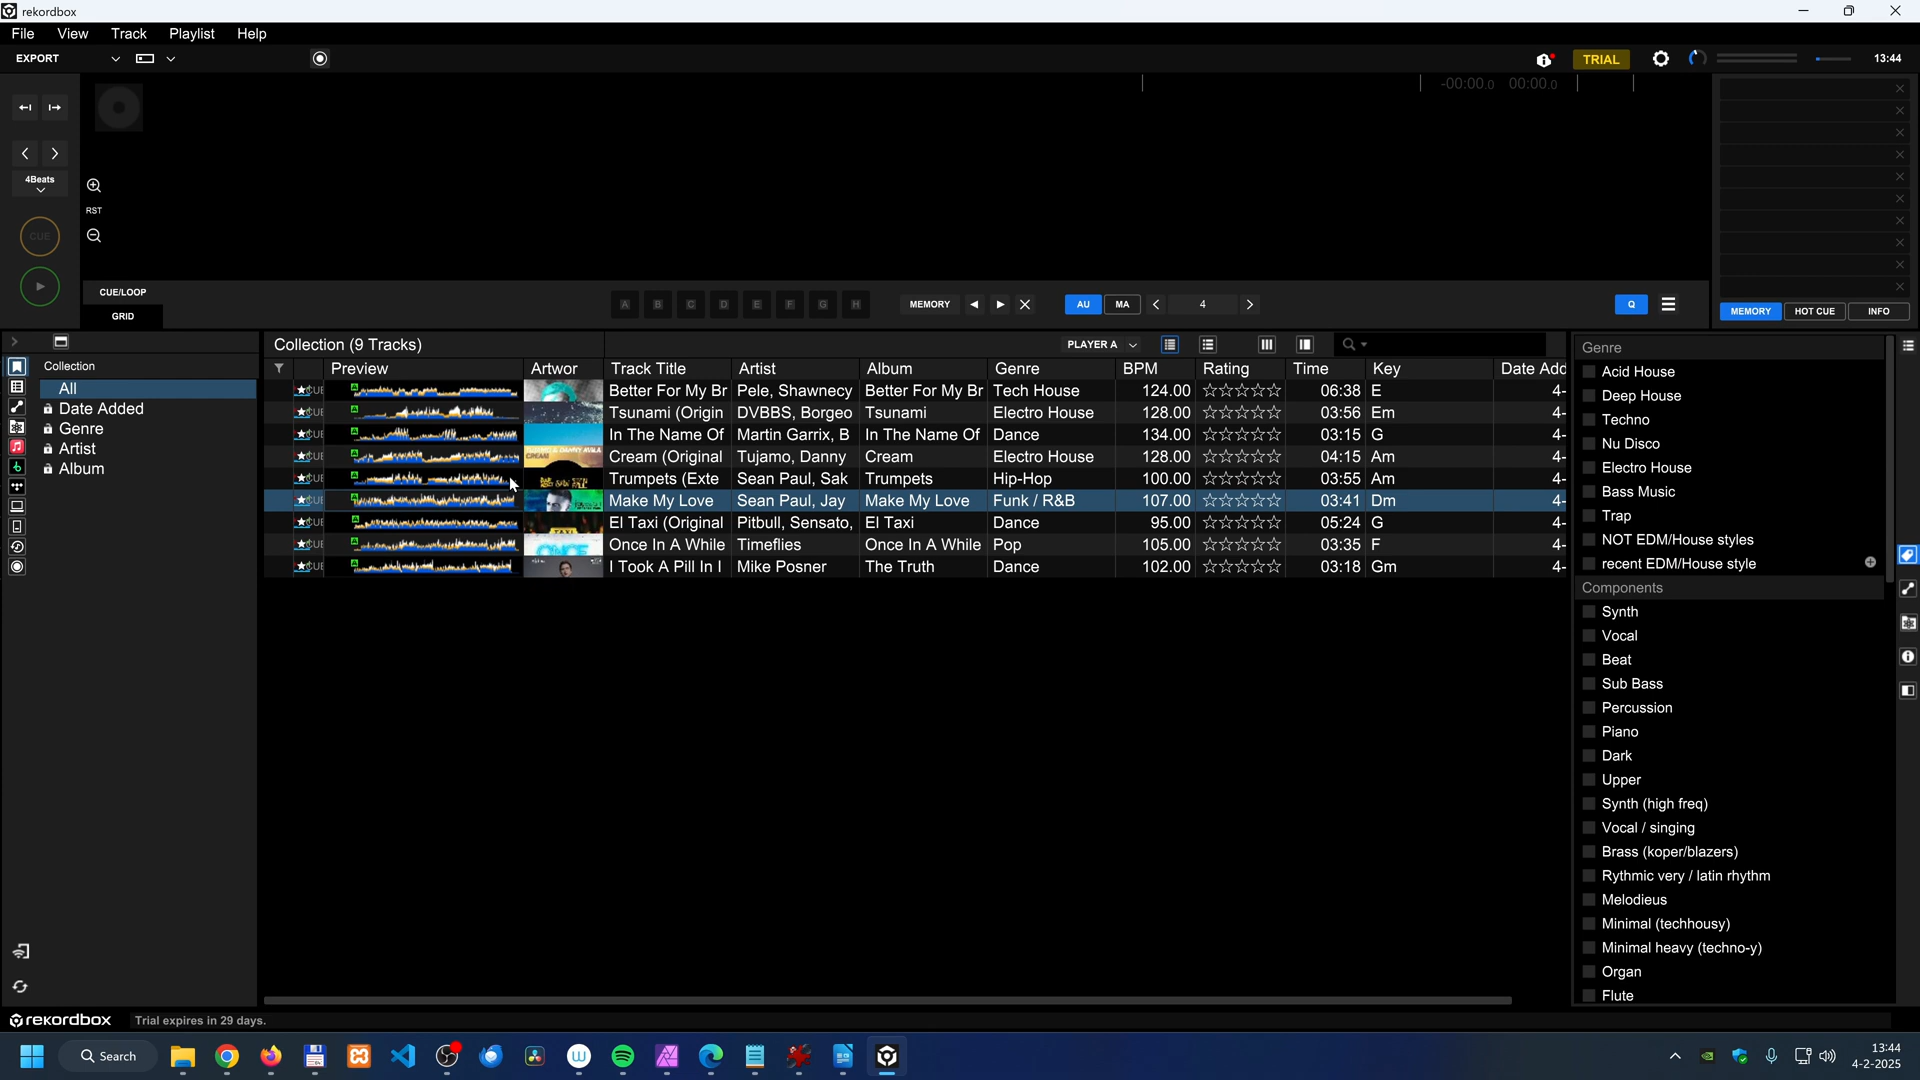 rekordbox
File View Track Playlist Help
EXPORT
TRIAL
13:44
-00:00.0 00:00.0
4Beats
RST
CUE
CUE/LOOP
GRID
A B C D E F G H
MEMORY
AU MA 4
Q
MEMORY HOT CUE INFO
Collection (9 Tracks)
PLAYER A
Collection
All
Date Added
Genre
Artist
Album
Preview Artwor Track Title Artist Album Genre BPM Rating Time Key Date Add
Better For My Br Pele, Shawnecy Better For My Br Tech House 124.00 06:38 E 4-
Tsunami (Origin DVBBS, Borgeo Tsunami Electro House 128.00 03:56 Em 4-
In The Name Of Martin Garrix, B In The Name Of Dance 134.00 03:15 G 4-
Cream (Original Tujamo, Danny Cream Electro House 128.00 04:15 Am 4-
Trumpets (Exte Sean Paul, Sak Trumpets Hip-Hop 100.00 03:55 Am 4-
Make My Love Sean Paul, Jay Make My Love Funk / R&B 107.00 03:41 Dm 4-
El Taxi (Original Pitbull, Sensato, El Taxi Dance 95.00 05:24 G 4-
Once In A While Timeflies Once In A While Pop 105.00 03:35 F 4-
I Took A Pill In I Mike Posner The Truth Dance 102.00 03:18 Gm 4-
Genre
Acid House
Deep House
Techno
Nu Disco
Electro House
Bass Music
Trap
NOT EDM/House styles
recent EDM/House style
Components
Synth
Vocal
Beat
Sub Bass
Percussion
Piano
Dark
Upper
Synth (high freq)
Vocal / singing
Brass (koper/blazers)
Rythmic very / latin rhythm
Melodieus
Minimal (techhousy)
Minimal heavy (techno-y)
Organ
Flute
rekordbox Trial expires in 29 days.
Search
13:44
4-2-2025